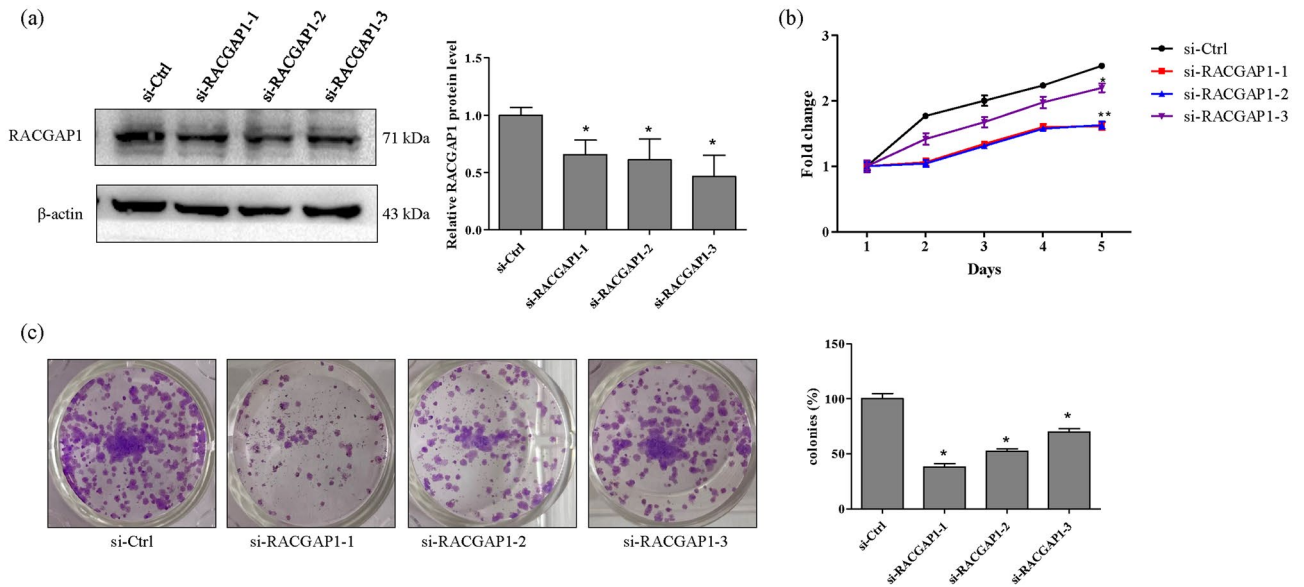 (a)
si-Ctrl
si-RACGAP1-1
si-RACGAP1-2
si-RACGAP1-3
RACGAP1
71 kDa
β-actin
43 kDa
Relative RACGAP1 protein level
1.5
1.0
0.5
0.0
*
*
*
si-Ctrl
si-RACGAP1-1
si-RACGAP1-2
si-RACGAP1-3
(b)
Fold change
3
2
1
0
*
**
1 2 3 4 5
Days
si-Ctrl
si-RACGAP1-1
si-RACGAP1-2
si-RACGAP1-3
(c)
si-Ctrl
si-RACGAP1-1
si-RACGAP1-2
si-RACGAP1-3
colonies (%)
150
100
50
0
*
*
*
si-Ctrl
si-RACGAP1-1
si-RACGAP1-2
si-RACGAP1-3